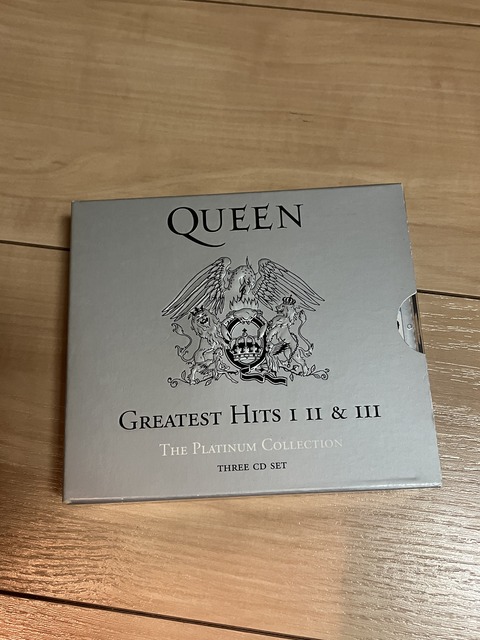 QUEEN
GREATEST HITS I II & III
THE PLATINUM COLLECTION
THREE CD SET